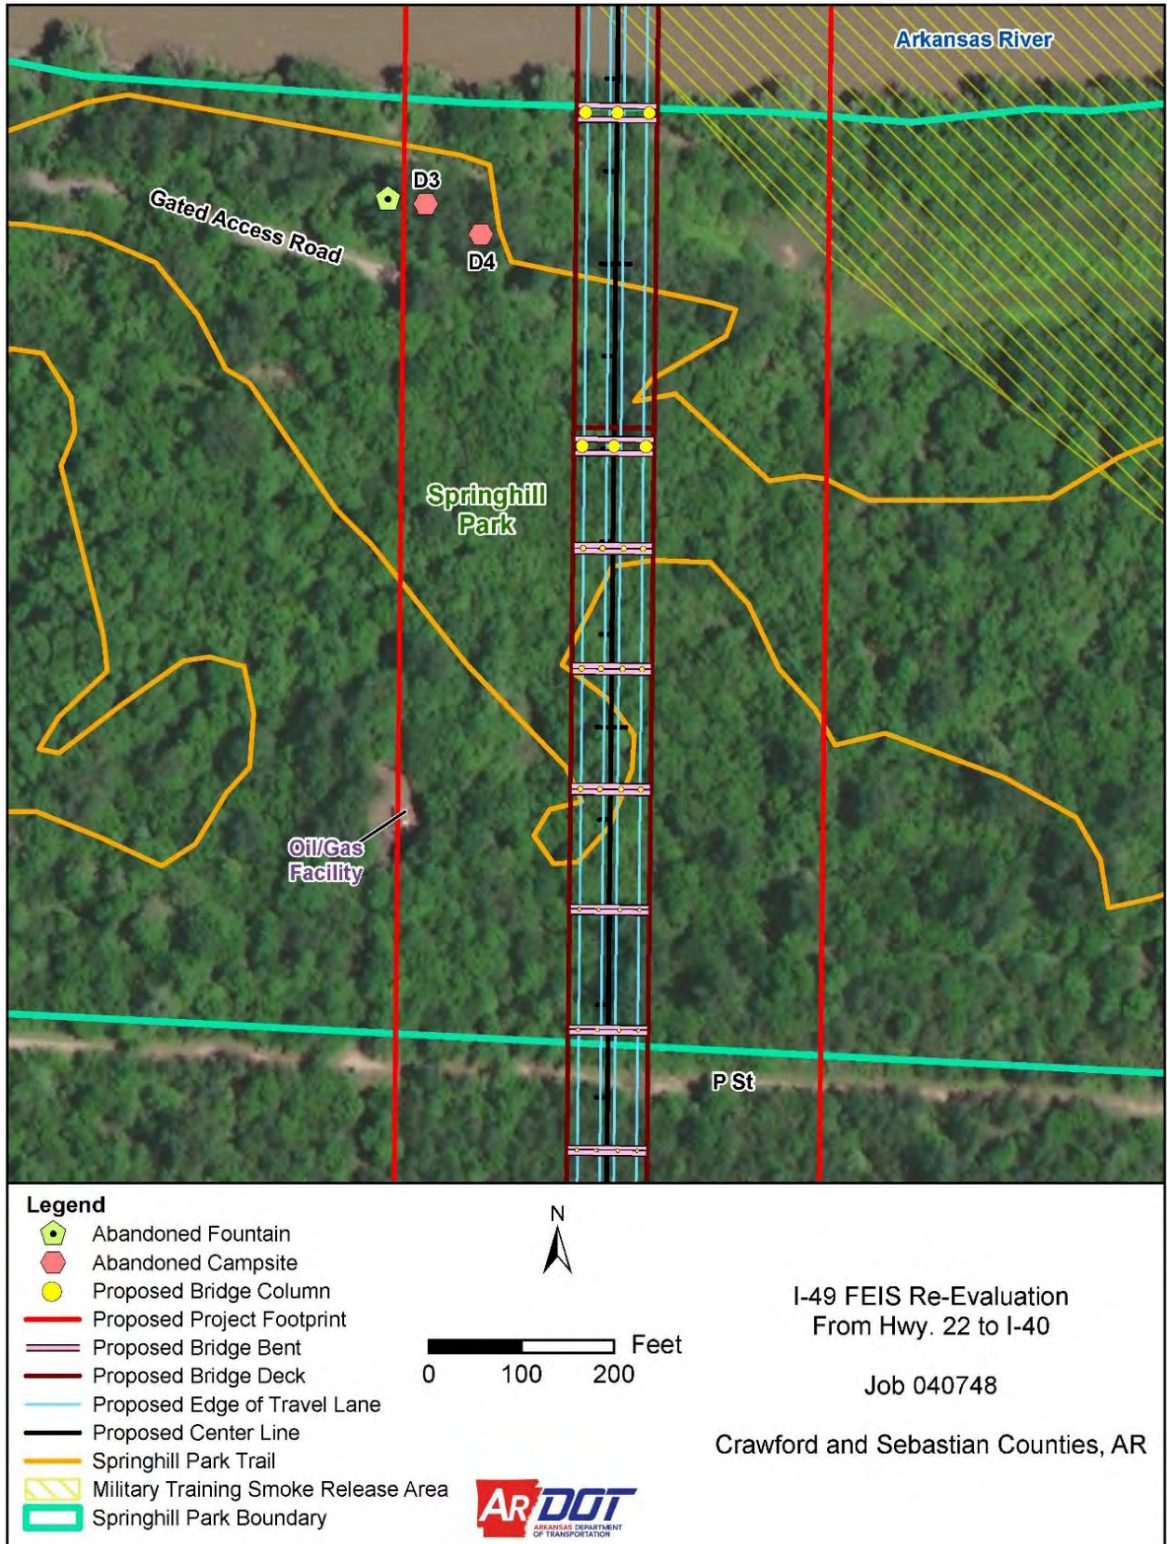 Arkansas River
D3
Gated Access Road
D4
Springhill
Park
Oil/Gas
Facility
P St
Legend
Abandoned Fountain
Abandoned Campsite
Proposed Bridge Column
Proposed Project Footprint
Proposed Bridge Bent
Proposed Bridge Deck
Proposed Edge of Travel Lane
Proposed Center Line
Springhill Park Trail
Military Training Smoke Release Area
Springhill Park Boundary
N
Feet
0 100 200
ARDOT
ARKANSAS DEPARTMENT
OF TRANSPORTATION
I-49 FEIS Re-Evaluation
From Hwy. 22 to I-40
Job 040748
Crawford and Sebastian Counties, AR